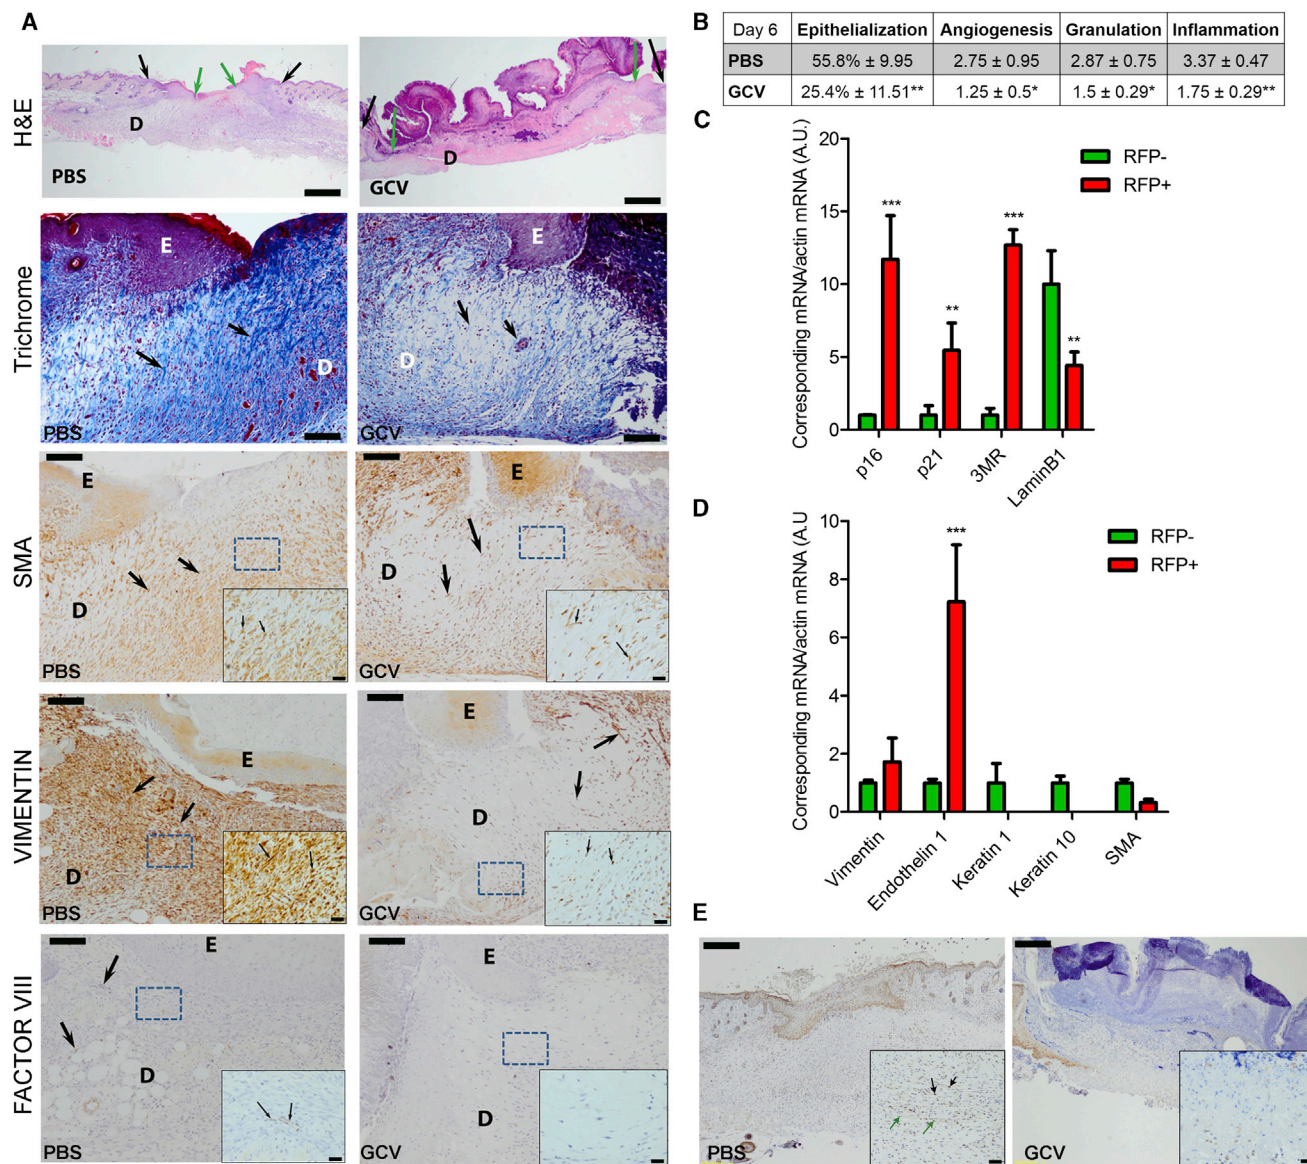 A
H&E
D
PBS
D
GCV
Trichrome
E
D
PBS
E
D
GCV
SMA
E
D
PBS
E
D
GCV
VIMENTIN
E
D
PBS
E
D
GCV
FACTOR VIII
E
D
PBS
E
D
GCV
B
Day 6 Epithelialization Angiogenesis Granulation Inflammation
PBS 55.8% ± 9.95 2.75 ± 0.95 2.87 ± 0.75 3.37 ± 0.47
GCV 25.4% ± 11.51** 1.25 ± 0.5* 1.5 ± 0.29* 1.75 ± 0.29**
C
Corresponding mRNA/actin mRNA (A.U.)
20
15
10
5
0
*** ** *** **
RFP-
RFP+
p16 p21 3MR LaminB1
D
Corresponding mRNA/actin mRNA (A.U
10
8
6
4
2
0
***
RFP-
RFP+
Vimentin Endothelin 1 Keratin 1 Keratin 10 SMA
E
PBS
GCV